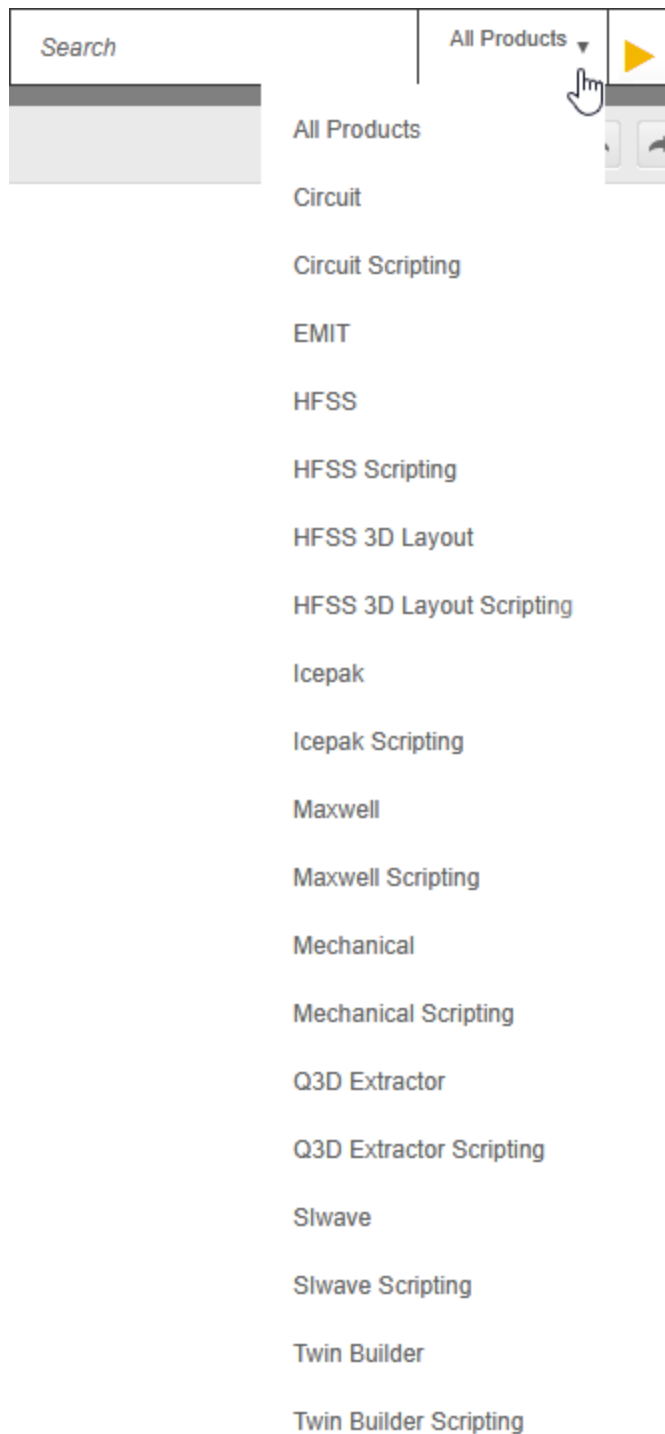 Search
All Products
All Products
Circuit
Circuit Scripting
EMIT
HFSS
HFSS Scripting
HFSS 3D Layout
HFSS 3D Layout Scripting
Icepak
Icepak Scripting
Maxwell
Maxwell Scripting
Mechanical
Mechanical Scripting
Q3D Extractor
Q3D Extractor Scripting
SIwave
SIwave Scripting
Twin Builder
Twin Builder Scripting